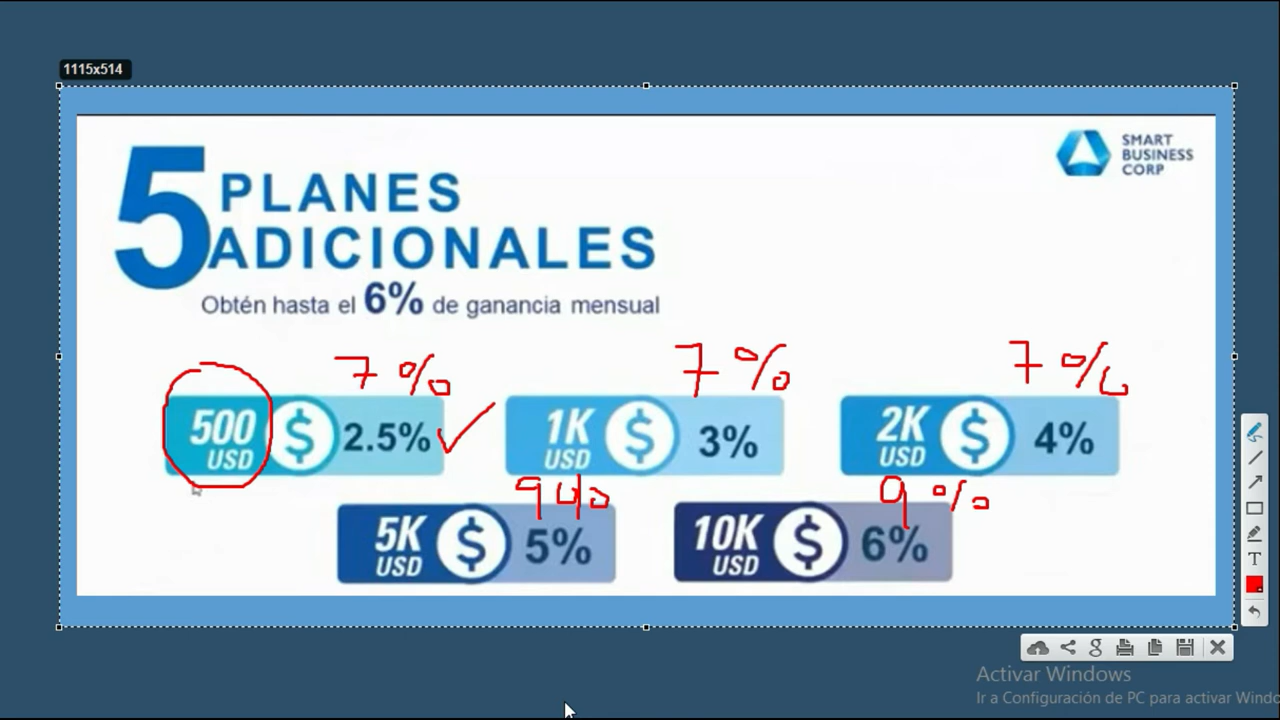 1115x514
SMART
BUSINESS
CORP
5 PLANES
ADICIONALES
Obtén hasta el 6% de ganancia mensual
7% 7% 7%
500 USD $ 2.5%
1K USD $ 3%
2K USD $ 4%
9% 9%
5K USD $ 5%
10K USD $ 6%
T
g
Activar Windows
Ir a Configuración de PC para activar Windo